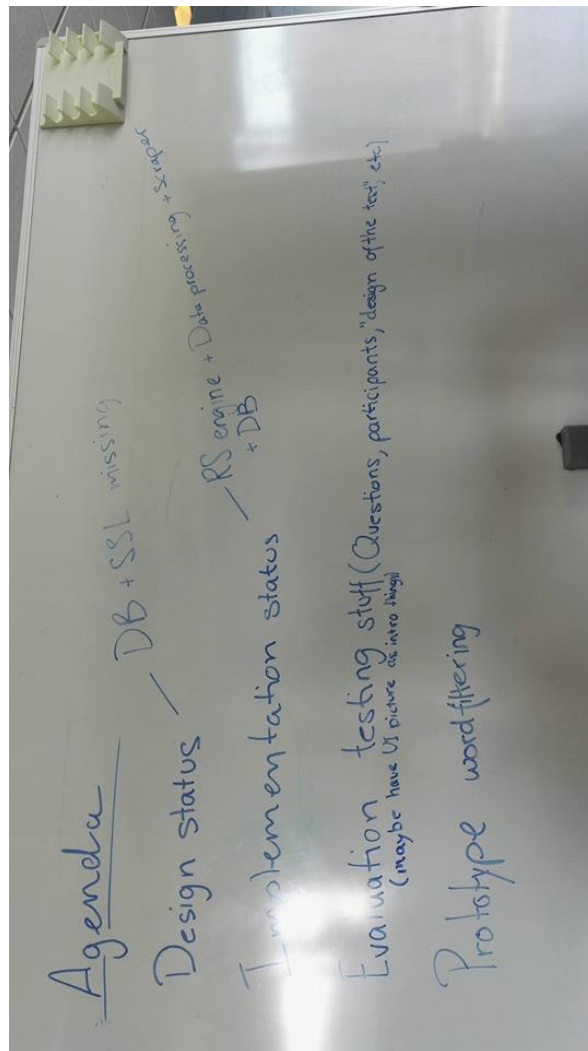 Agenda
Design status — DB + SSL missing
Implementation status — RS engine + Data processing + scraper
+ DB
Evaluation testing stuff (Questions, participants, "design of the test", etc.)
(maybe have UI picture as intro things)
Prototype wordfiltering